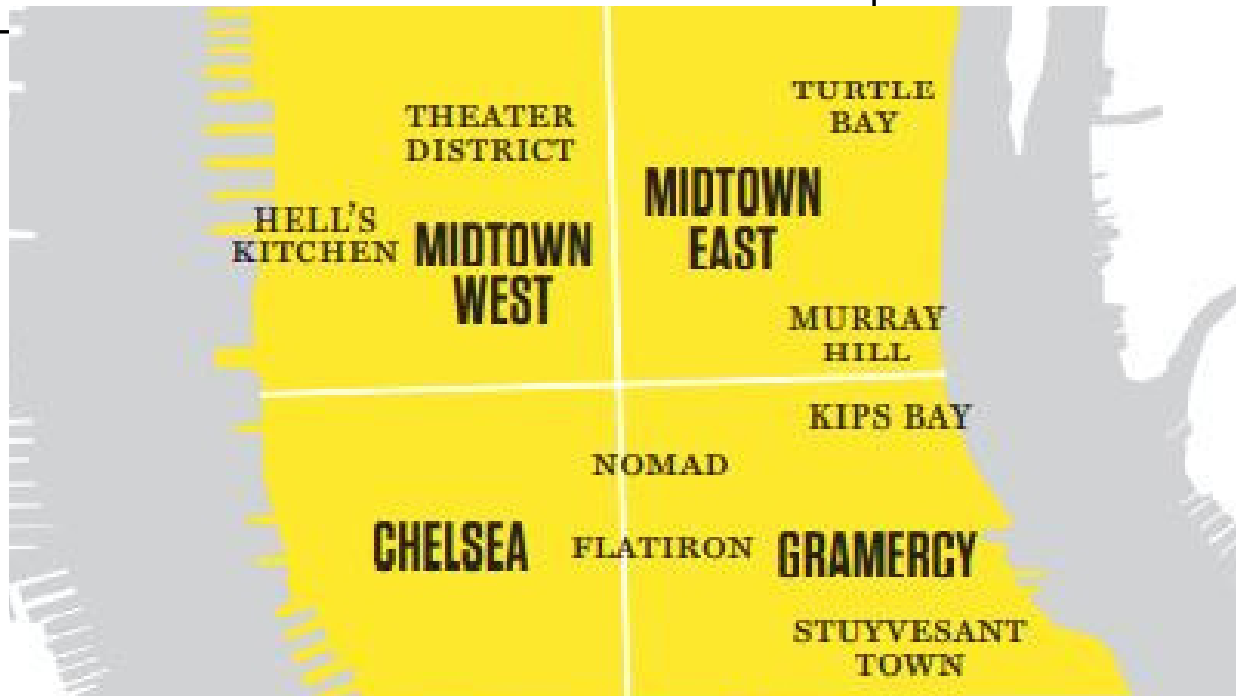 TURTLE
BAY
THEATER
DISTRICT
MIDTOWN
EAST
HELL'S
KITCHEN
MIDTOWN
WEST
MURRAY
HILL
KIPS BAY
NOMAD
CHELSEA
FLATIRON
GRAMERCY
STUYVESANT
TOWN